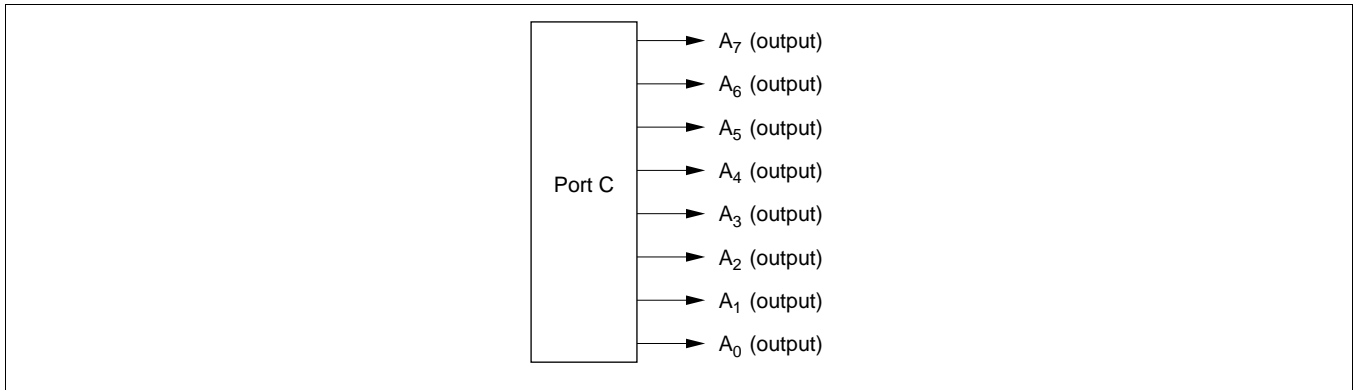 A₇ (output)
A₆ (output)
A₅ (output)
A₄ (output)
Port C
A₃ (output)
A₂ (output)
A₁ (output)
A₀ (output)